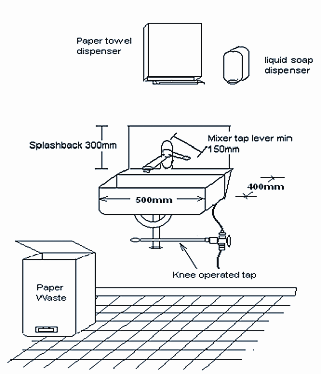 Paper towel
dispenser
liquid soap
dispenser
Splashback 300mm
Mixer tap lever min
150mm
400mm
500mm
Knee operated tap
Paper
Waste